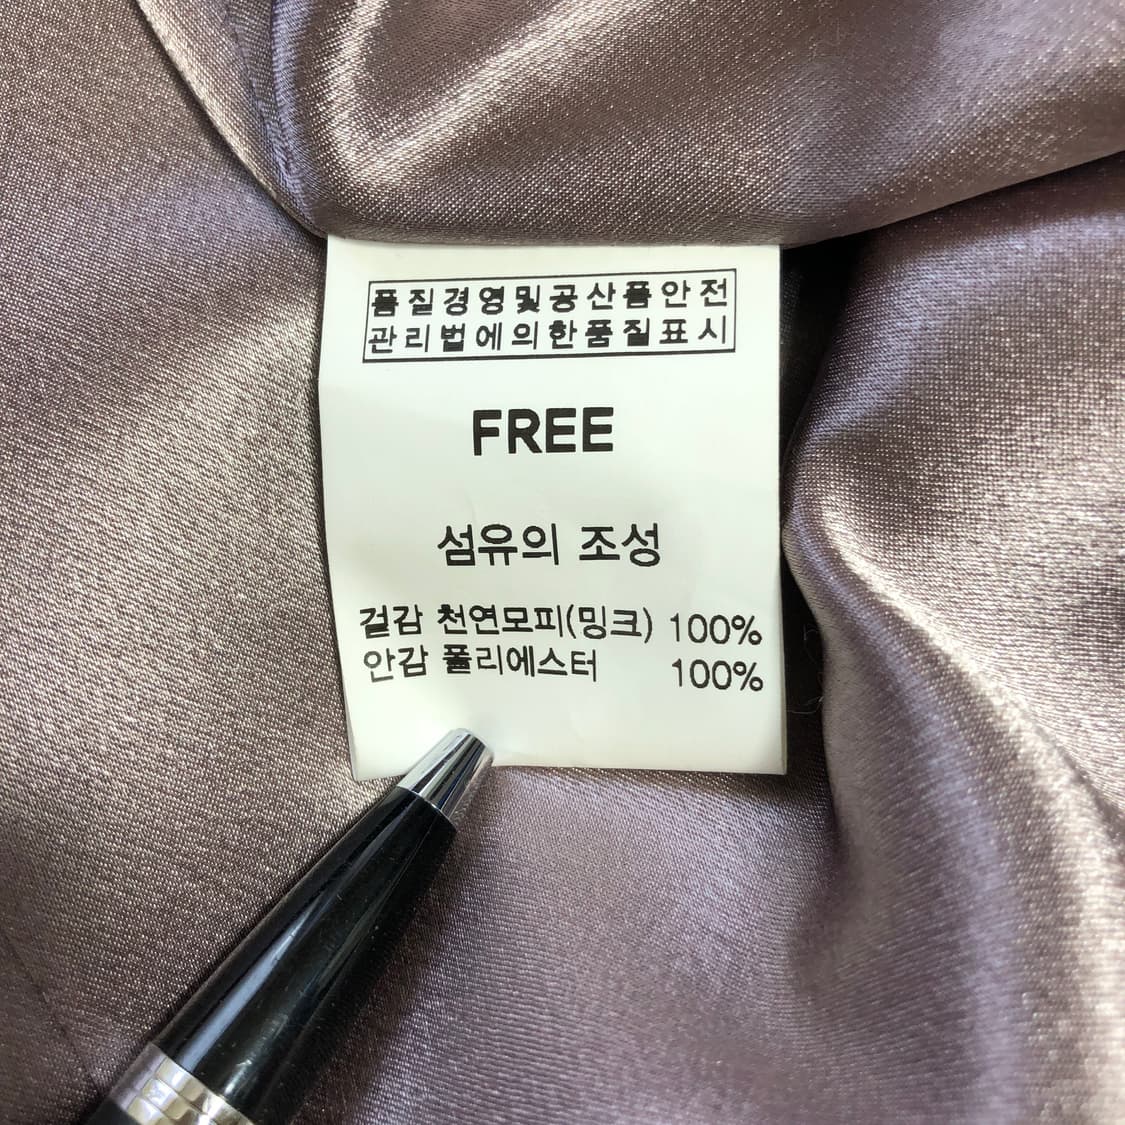 품질경영및공산품안전
관리법에의한품질표시
FREE
섬유의 조성
겉감 천연모피(밍크) 100%
안감 폴리에스터 100%